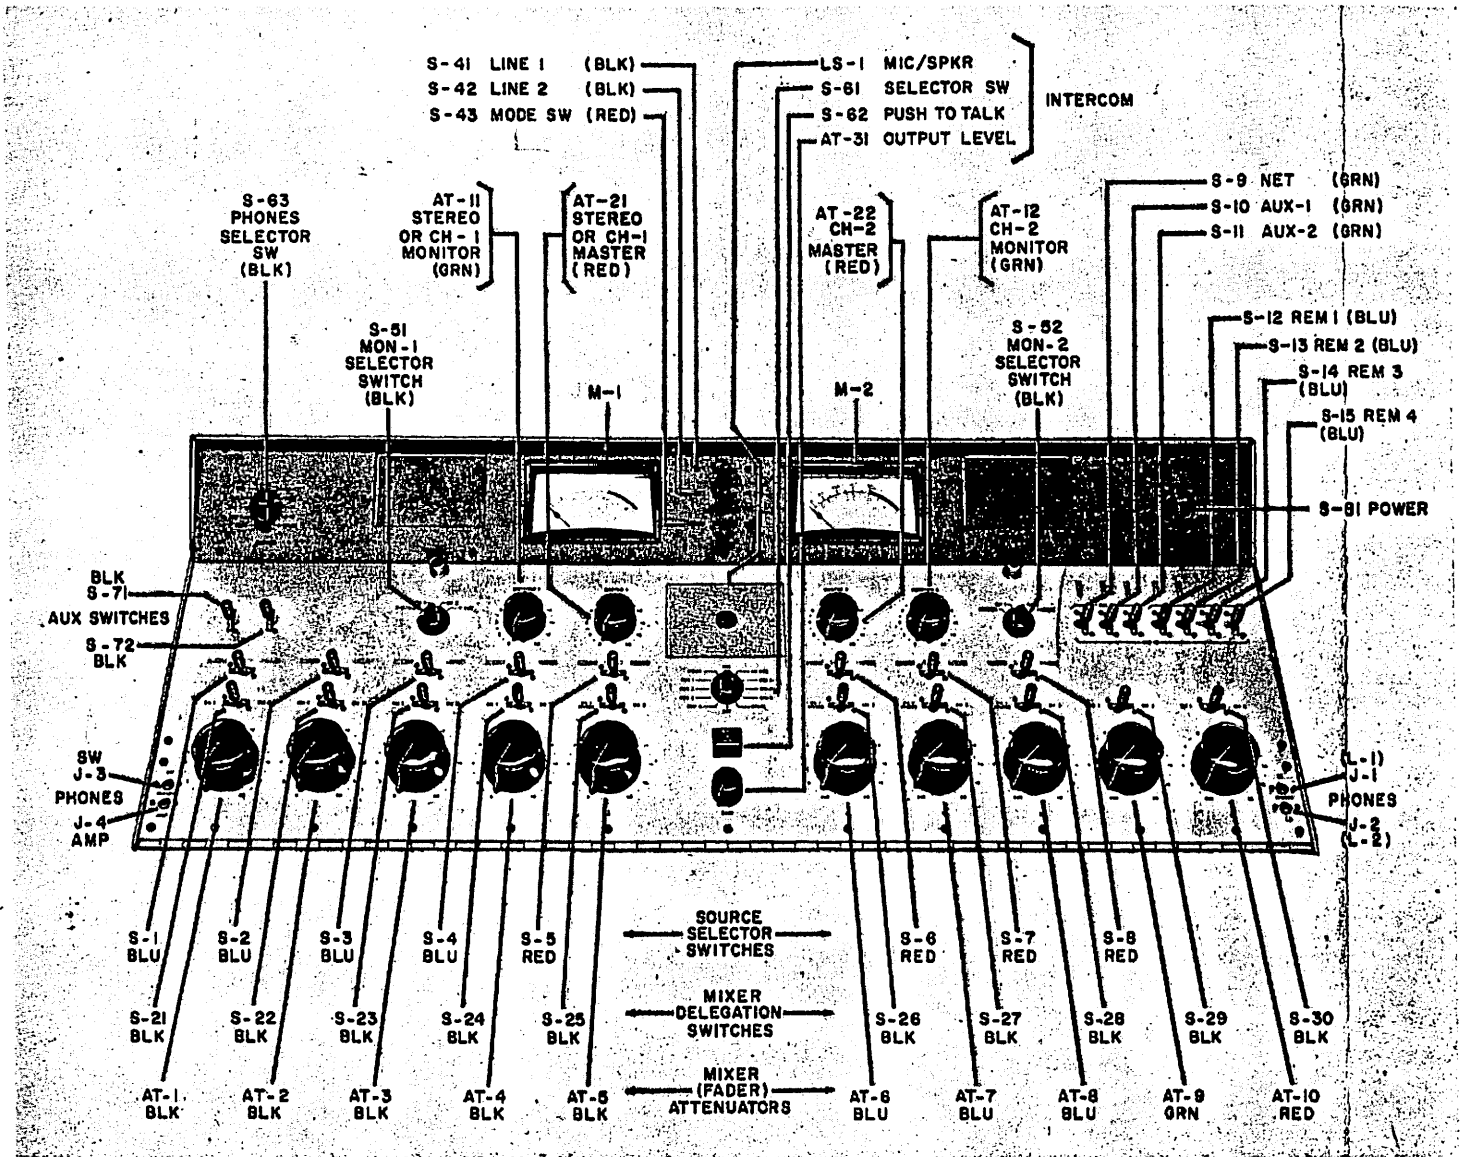 S-41 LINE 1 (BLK)
S-42 LINE 2 (BLK)
S-43 MODE SW (RED)
LS-1 MIC/SPKR
S-61 SELECTOR SW
S-62 PUSH TO TALK
AT-31 OUTPUT LEVEL
INTERCOM
S-63
PHONES
SELECTOR
SW
(BLK)
AT-11
STEREO
OR CH-1
MONITOR
(GRN)
AT-21
STEREO
OR CH-1
MASTER
(RED)
AT-22
CH-2
MASTER
(RED)
AT-12
CH-2
MONITOR
(GRN)
S-9 NET (GRN)
S-10 AUX-1 (GRN)
S-11 AUX-2 (GRN)
S-12 REM 1 (BLU)
S-13 REM 2 (BLU)
S-14 REM 3
(BLU)
S-15 REM 4
(BLU)
S-51
MON-1
SELECTOR
SWITCH
(BLK)
M-1
M-2
S-52
MON-2
SELECTOR
SWITCH
(BLK)
S-81 POWER
BLK
S-71
AUX SWITCHES
S-72
BLK
SW
J-3
PHONES
J-4
AMP
(L-1)
J-1
PHONES
J-2
(L-2)
S-1
BLU
S-2
BLU
S-3
BLU
S-4
BLU
S-5
RED
SOURCE
SELECTOR
SWITCHES
S-6
RED
S-7
RED
S-8
RED
S-21
BLK
S-22
BLK
S-23
BLK
S-24
BLK
S-25
BLK
MIXER
DELEGATION
SWITCHES
S-26
BLK
S-27
BLK
S-28
BLK
S-29
BLK
S-30
BLK
AT-1
BLK
AT-2
BLK
AT-3
BLK
AT-4
BLK
AT-5
BLK
MIXER
(FADER)
ATTENUATORS
AT-6
BLU
AT-7
BLU
AT-8
BLU
AT-9
GRN
AT-10
RED